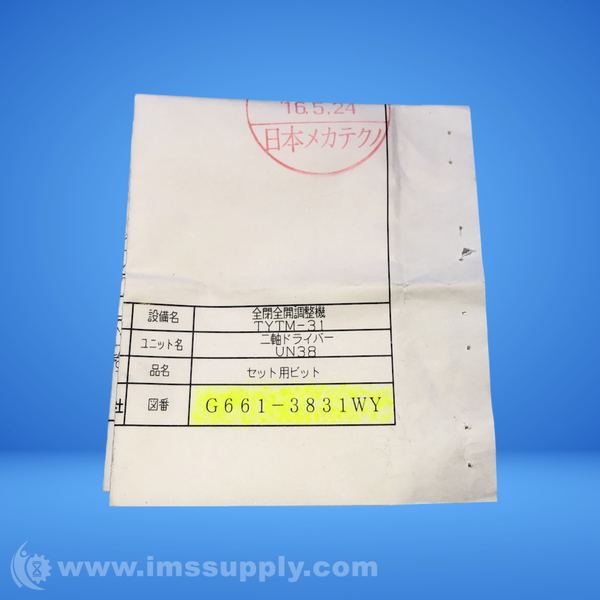 16.5.24
日本メカテクノ
設備名 全閉全開調整機
TYTM-31
ユニット名 二軸ドライバー
UN38
品名 セット用ビット
社 図番 G661-3831WY
www.imssupply.com